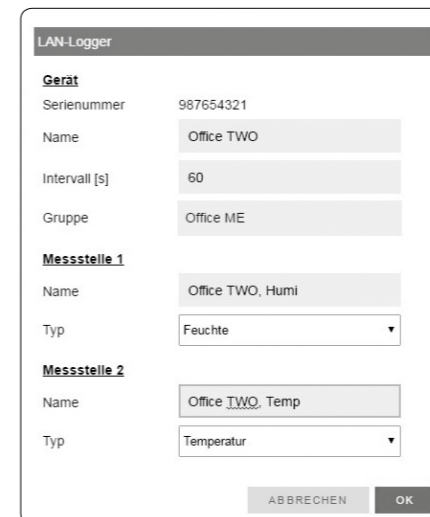 LAN-Logger
Gerät
Serienummer 987654321
Name Office TWO
Intervall [s] 60
Gruppe Office ME
Messstelle 1
Name Office TWO, Humi
Typ Feuchte
Messstelle 2
Name Office TWO, Temp
Typ Temperatur
ABBRECHEN OK